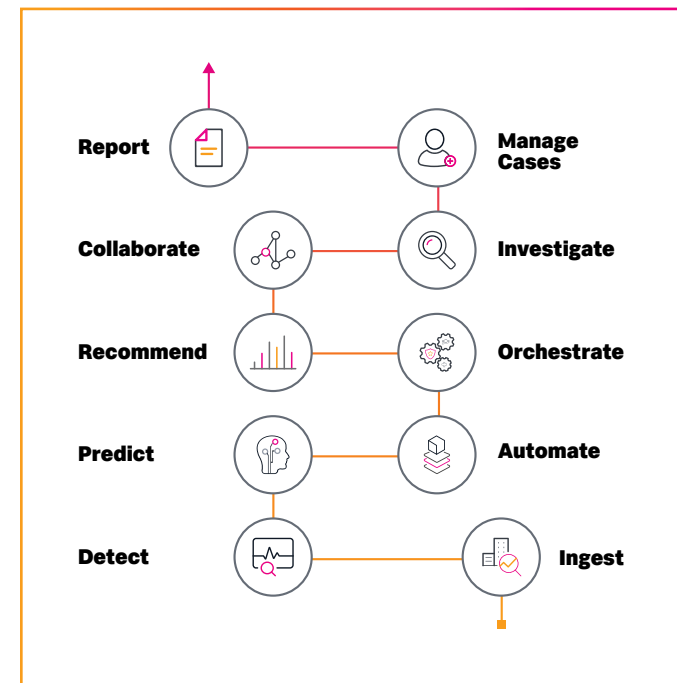 Report
Manage
Cases
Collaborate
Investigate
Recommend
Orchestrate
Predict
Automate
Detect
Ingest